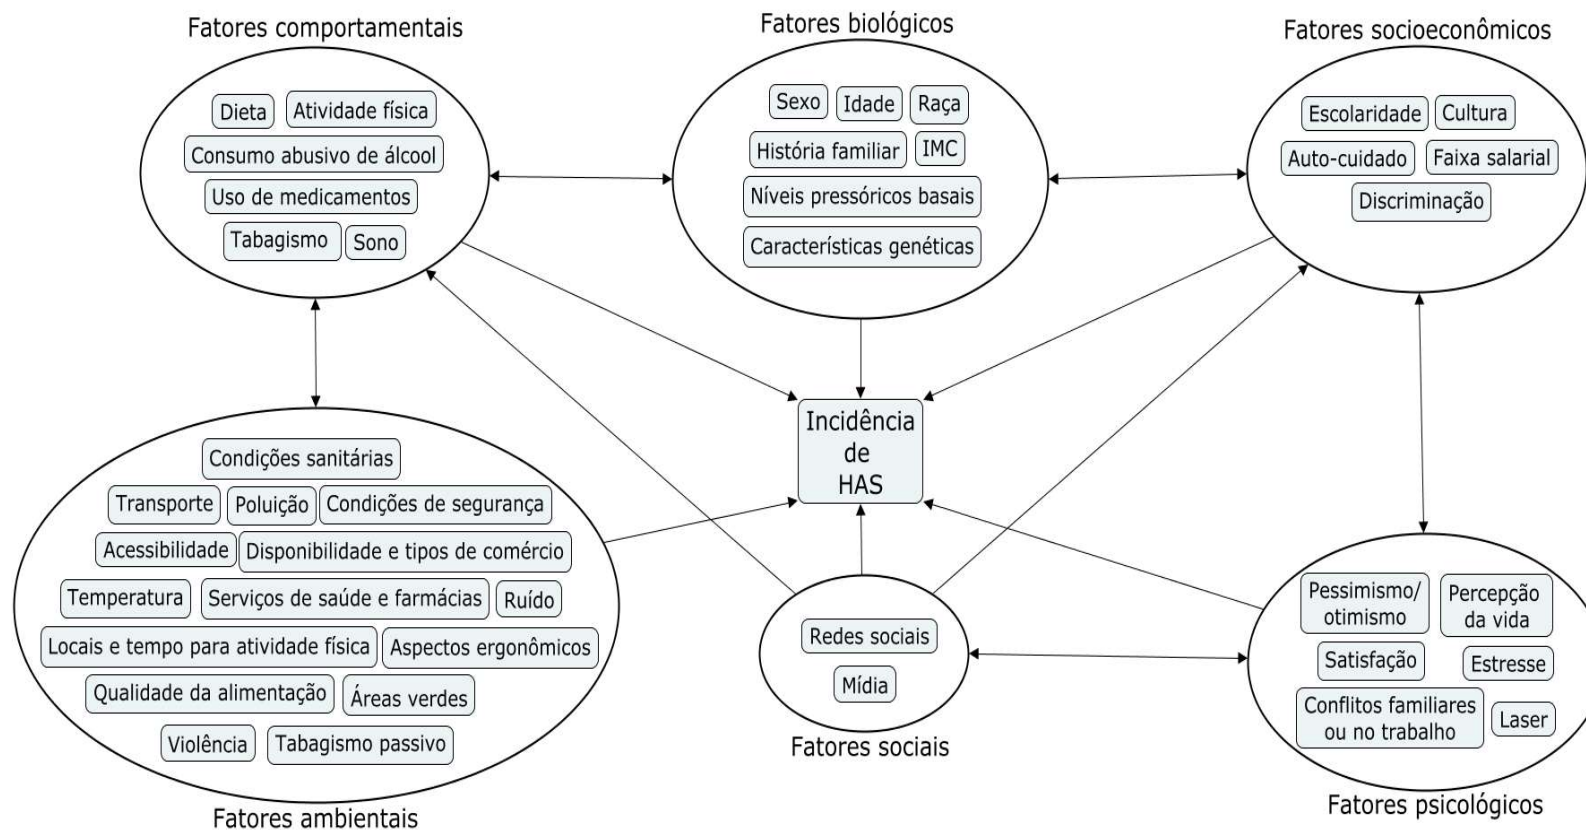 Fatores comportamentais
Dieta
Atividade física
Consumo abusivo de álcool
Uso de medicamentos
Tabagismo
Sono
Fatores biológicos
Sexo
Idade
Raça
História familiar
IMC
Níveis pressóricos basais
Características genéticas
Fatores socioeconômicos
Escolaridade
Cultura
Auto-cuidado
Faixa salarial
Discriminação
Incidência
de
HAS
Condições sanitárias
Transporte
Poluição
Condições de segurança
Acessibilidade
Disponibilidade e tipos de comércio
Temperatura
Serviços de saúde e farmácias
Ruído
Locais e tempo para atividade física
Aspectos ergonômicos
Qualidade da alimentação
Áreas verdes
Violência
Tabagismo passivo
Fatores ambientais
Redes sociais
Mídia
Fatores sociais
Pessimismo/
otimismo
Percepção
da vida
Satisfação
Estresse
Conflitos familiares
ou no trabalho
Laser
Fatores psicológicos